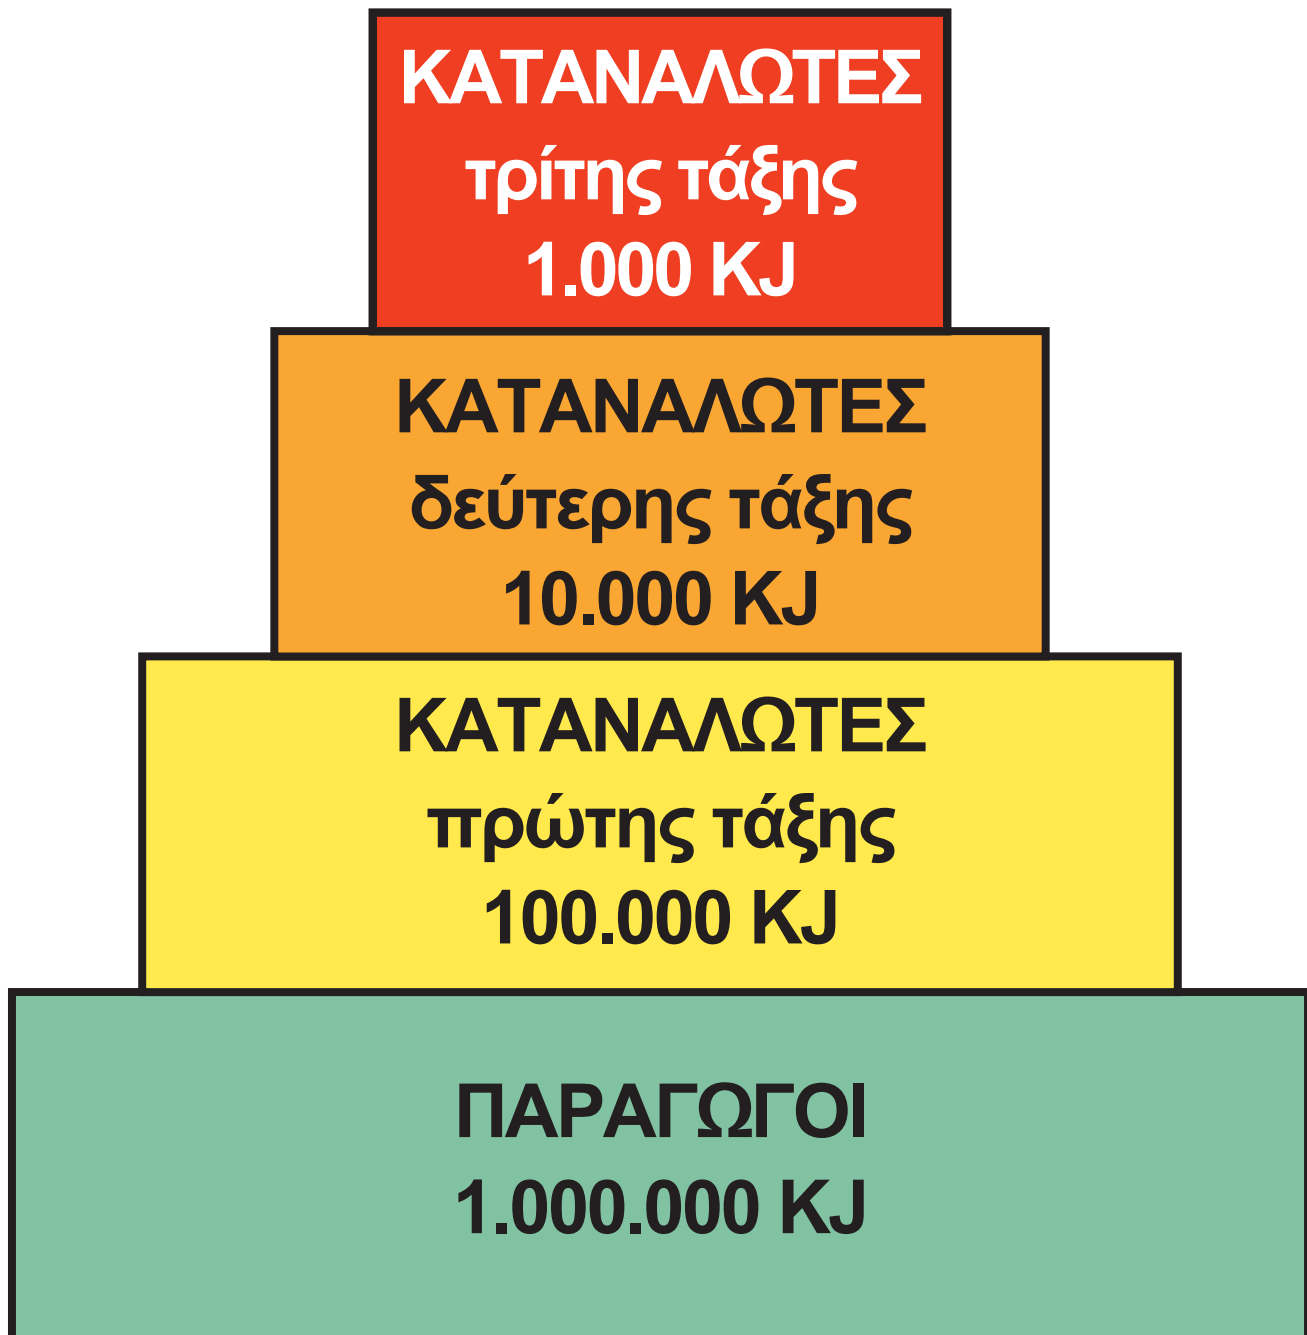 ΚΑΤΑΝΑΛΩΤΕΣ
τρίτης τάξης
1.000 KJ
ΚΑΤΑΝΑΛΩΤΕΣ
δεύτερης τάξης
10.000 KJ
ΚΑΤΑΝΑΛΩΤΕΣ
πρώτης τάξης
100.000 KJ
ΠΑΡΑΓΩΓΟΙ
1.000.000 KJ